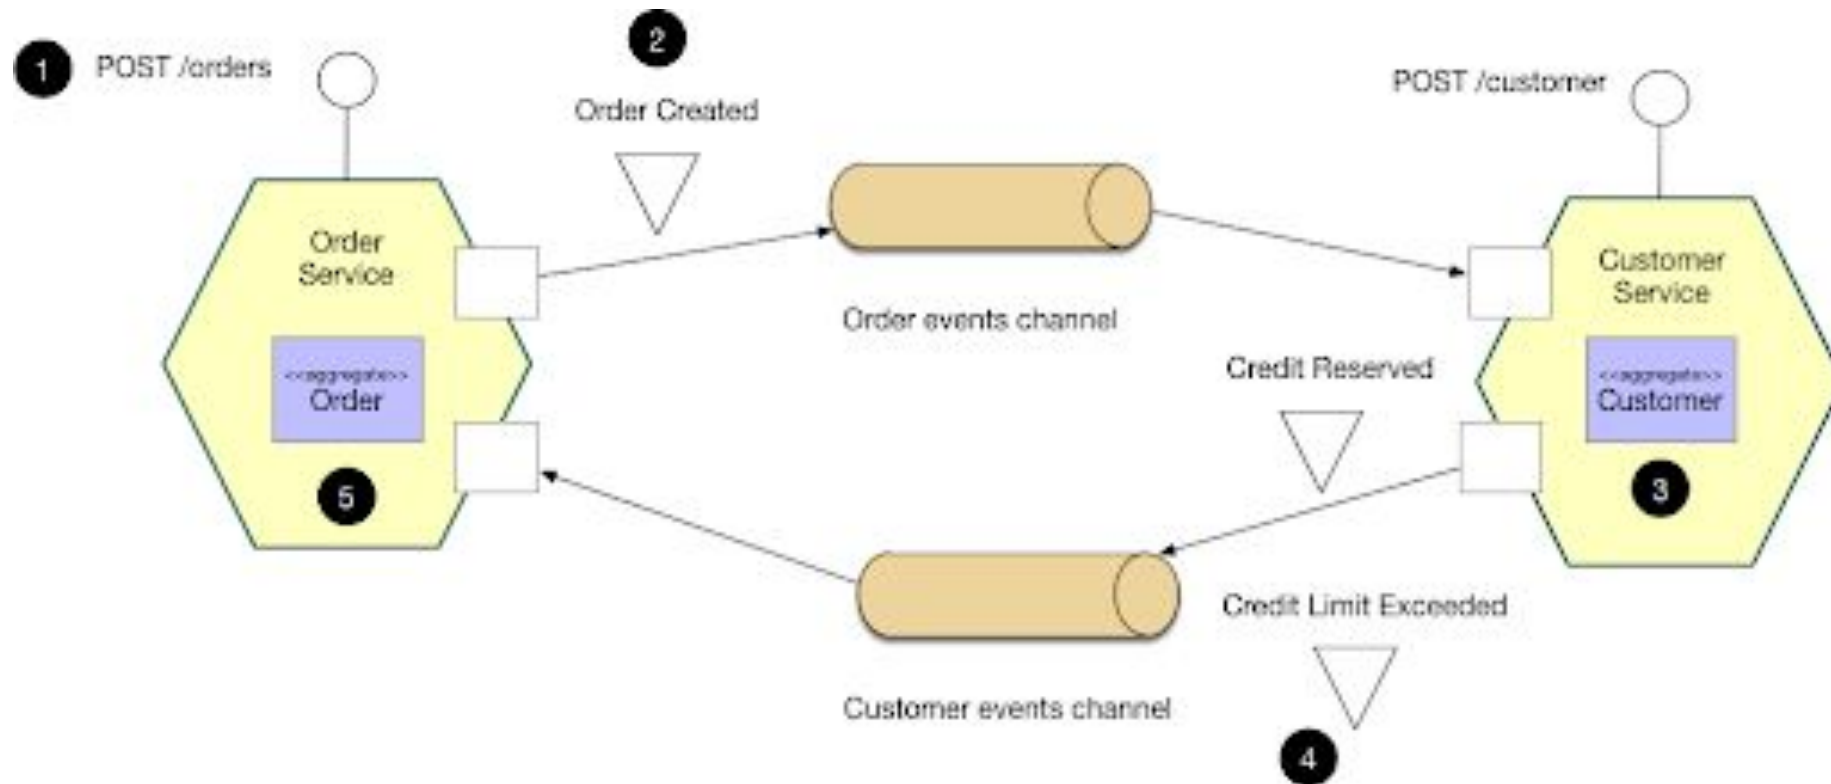 1
POST /orders
2
Order Created
POST /customer
Order
Service
Customer
Service
Order events channel
Credit Reserved
<<aggregate>>
Order
<<aggregate>>
Customer
5
3
Credit Limit Exceeded
Customer events channel
4